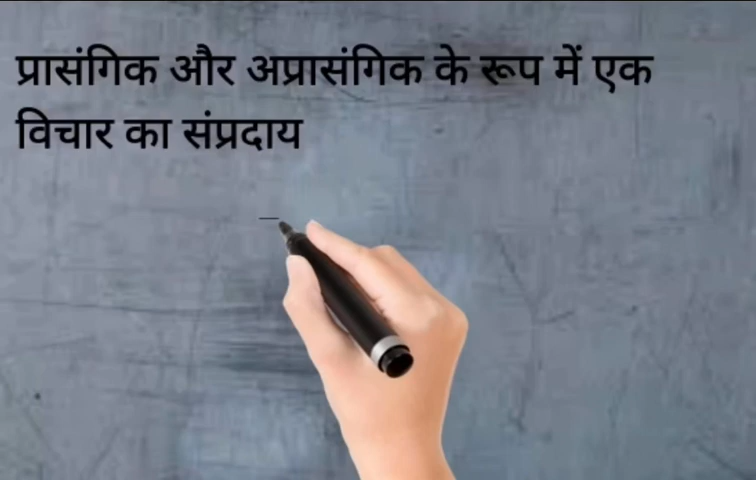 प्रासंगिक और अप्रासंगिक के रूप में एक
विचार का संप्रदाय